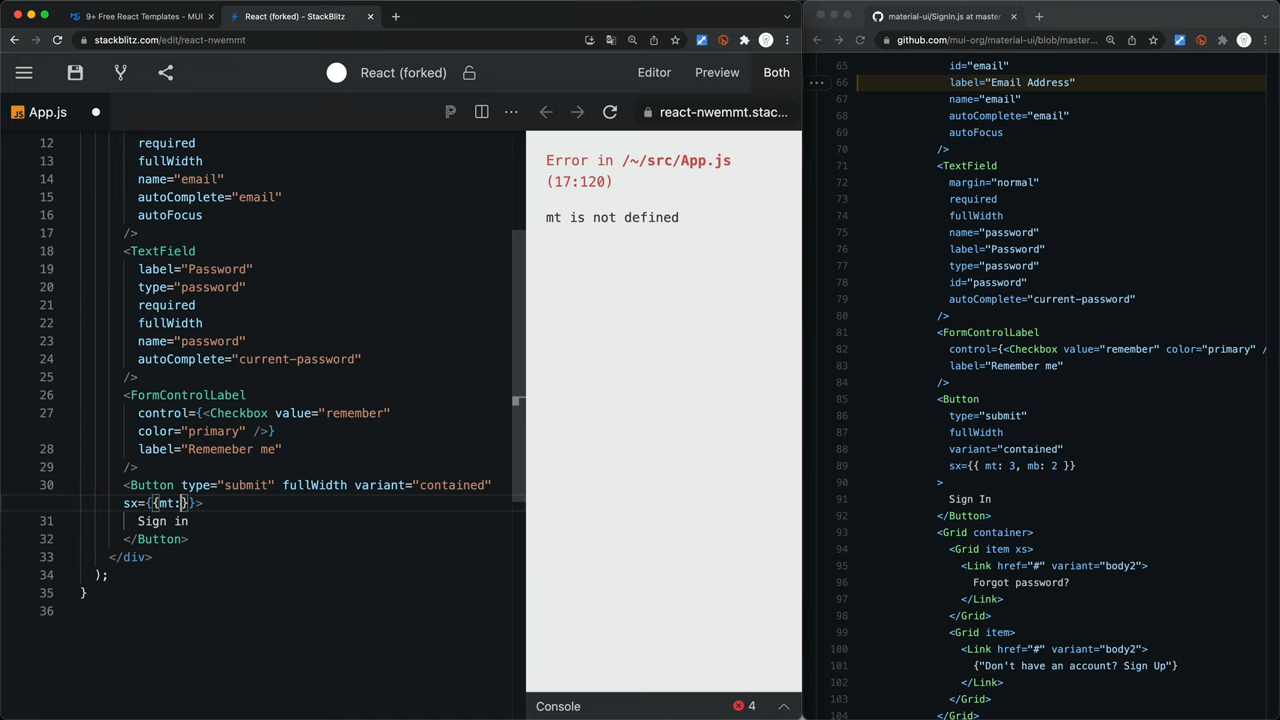 9+ Free React Templates - MUI
React (forked) - StackBlitz
stackblitz.com/edit/react-nwemmt
React (forked)
Editor
Preview
Both
JS App.js
react-nwemmt.stac...
12 required
13 fullWidth
14 name="email"
15 autoComplete="email"
16 autoFocus
17 />
18 <TextField
19 label="Password"
20 type="password"
21 required
22 fullWidth
23 name="password"
24 autoComplete="current-password"
25 />
26 <FormControlLabel
27 control={<Checkbox value="remember"
color="primary" />}
28 label="Rememeber me"
29 />
30 <Button type="submit" fullWidth variant="contained"
sx={{mt:}}>
31 Sign in
32 </Button>
33 </div>
34 );
35 }
36
Error in /~/src/App.js
(17:120)
mt is not defined
Console
4
material-ui/SignIn.js at master
github.com/mui-org/material-ui/blob/master...
65 id="email"
66 label="Email Address"
67 name="email"
68 autoComplete="email"
69 autoFocus
70 />
71 <TextField
72 margin="normal"
73 required
74 fullWidth
75 name="password"
76 label="Password"
77 type="password"
78 id="password"
79 autoComplete="current-password"
80 />
81 <FormControlLabel
82 control={<Checkbox value="remember" color="primary" /
83 label="Remember me"
84 />
85 <Button
86 type="submit"
87 fullWidth
88 variant="contained"
89 sx={{ mt: 3, mb: 2 }}
90 >
91 Sign In
92 </Button>
93 <Grid container>
94 <Grid item xs>
95 <Link href="#" variant="body2">
96 Forgot password?
97 </Link>
98 </Grid>
99 <Grid item>
100 <Link href="#" variant="body2">
101 {"Don't have an account? Sign Up"}
102 </Link>
103 </Grid>
104 </Grid>